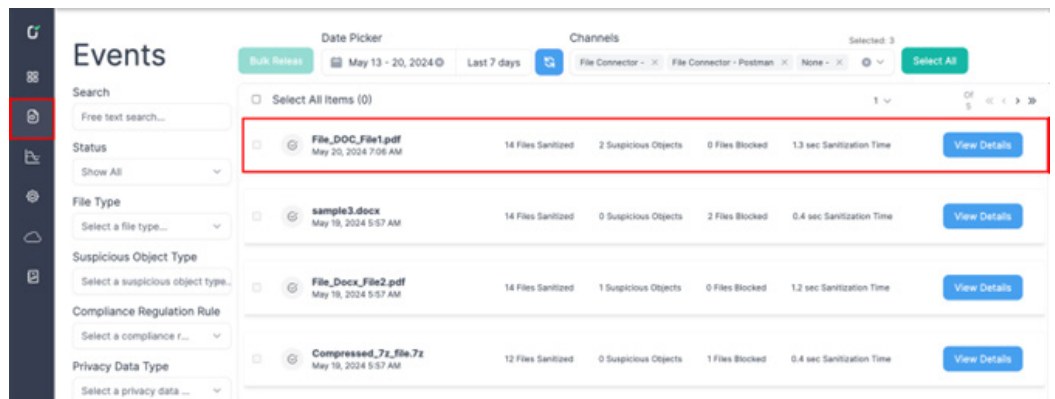 Events
Date Picker
Channels
Selected: 3
Bulk Releas
May 13 - 20, 2024
Last 7 days
File Connector - ×
File Connector - Postman ×
None - ×
Select All
Search
Free text search...
Status
Show All
File Type
Select a file type...
Suspicious Object Type
Select a suspicious object type..
Compliance Regulation Rule
Select a compliance r...
Privacy Data Type
Select a privacy data ...
Select All Items (0)
1
Of
5
File_DOC_File1.pdf
May 20, 2024 7:06 AM
14 Files Sanitized
2 Suspicious Objects
0 Files Blocked
1.3 sec Sanitization Time
View Details
sample3.docx
May 19, 2024 5:57 AM
14 Files Sanitized
0 Suspicious Objects
2 Files Blocked
0.4 sec Sanitization Time
View Details
File_Docx_File2.pdf
May 19, 2024 5:57 AM
14 Files Sanitized
1 Suspicious Objects
0 Files Blocked
1.2 sec Sanitization Time
View Details
Compressed_7z_file.7z
May 19, 2024 5:57 AM
12 Files Sanitized
0 Suspicious Objects
1 Files Blocked
0.4 sec Sanitization Time
View Details